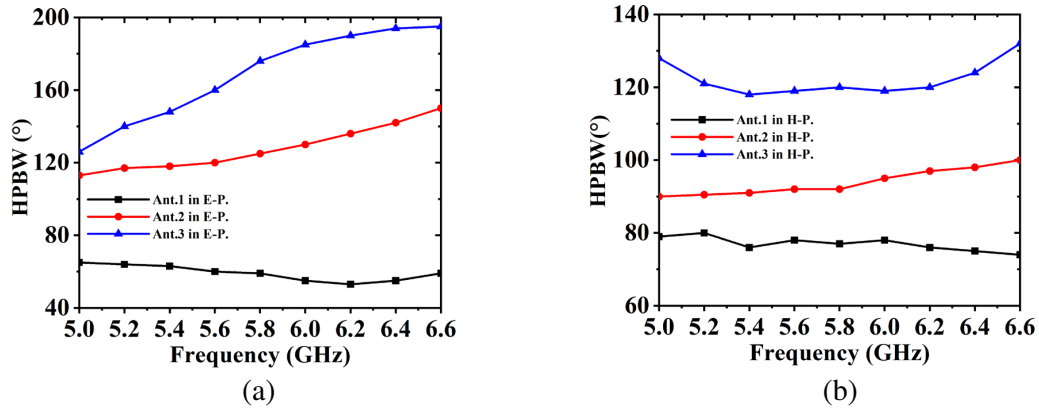 200
160
120
80
40
HPBW (°)
Ant.1 in E-P.
Ant.2 in E-P.
Ant.3 in E-P.
5.0 5.2 5.4 5.6 5.8 6.0 6.2 6.4 6.6
Frequency (GHz)
(a)
140
120
100
80
60
HPBW(°)
Ant.1 in H-P.
Ant.2 in H-P.
Ant.3 in H-P.
5.0 5.2 5.4 5.6 5.8 6.0 6.2 6.4 6.6
Frequency (GHz)
(b)